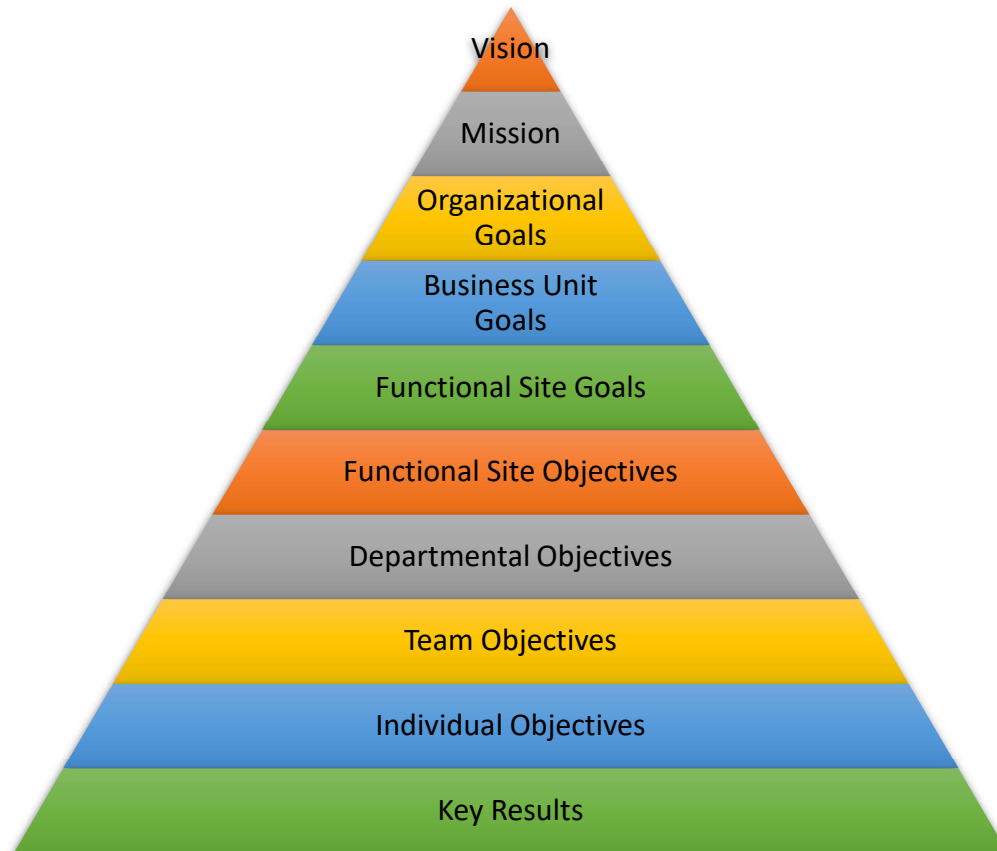 Vision
Mission
Organizational
Goals
Business Unit
Goals
Functional Site Goals
Functional Site Objectives
Departmental Objectives
Team Objectives
Individual Objectives
Key Results